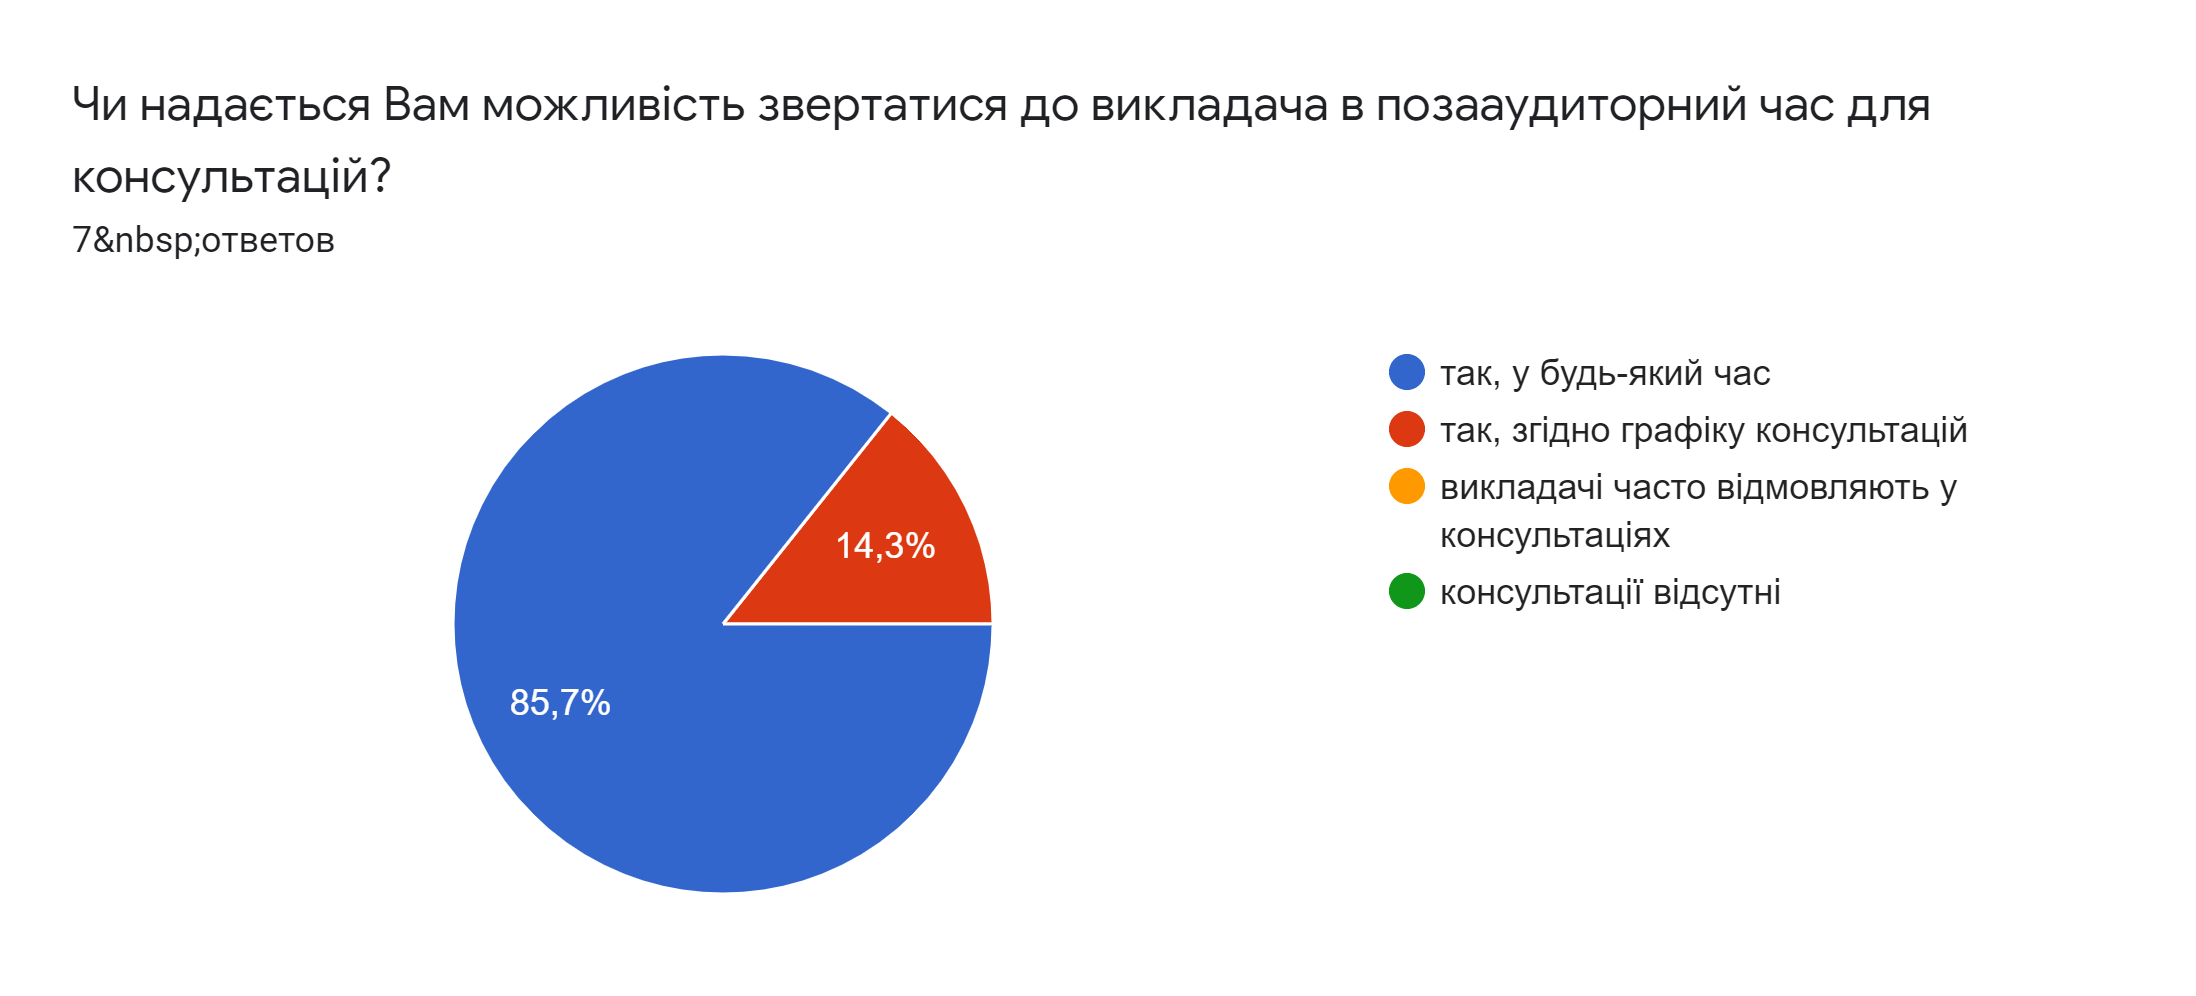 Чи надається Вам можливість звертатися до викладача в позааудиторний час для
консультацій?
7&nbsp;ответов
так, у будь-який час
так, згідно графіку консультацій
викладачі часто відмовляють у
консультаціях
консультації відсутні
14,3%
85,7%